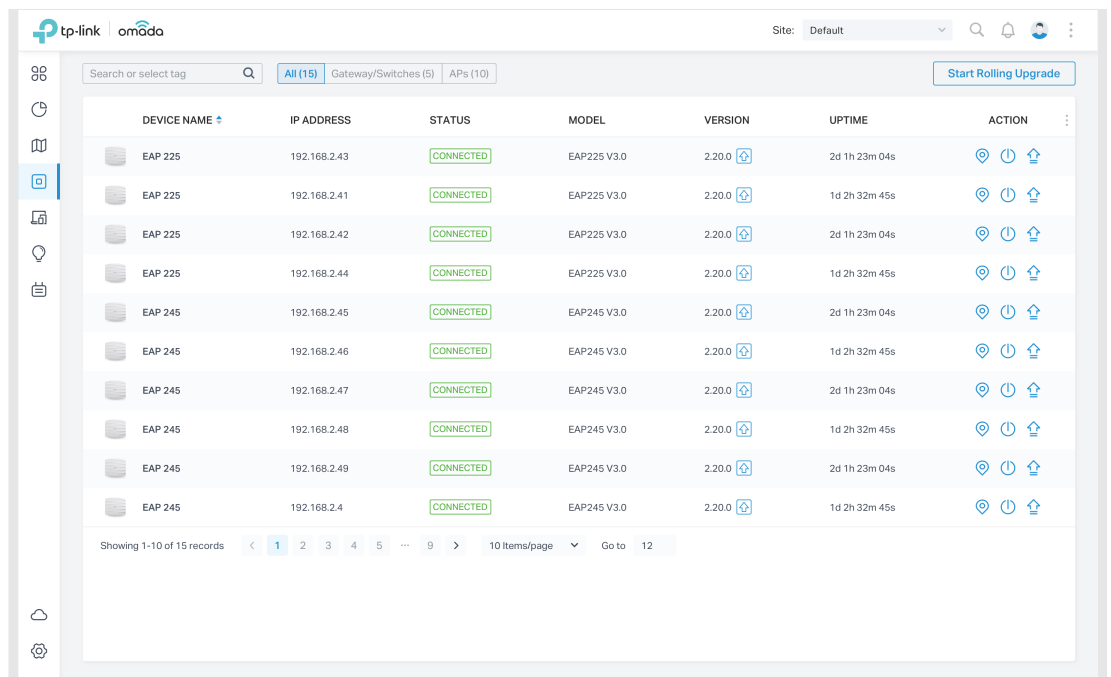 tp-link omada Site: Default
Search or select tag All (15) Gateway/Switches (5) APs (10) Start Rolling Upgrade
DEVICE NAME IP ADDRESS STATUS MODEL VERSION UPTIME ACTION
EAP 225 192.168.2.43 CONNECTED EAP225 V3.0 2.20.0 2d 1h 23m 04s
EAP 225 192.168.2.41 CONNECTED EAP225 V3.0 2.20.0 1d 2h 32m 45s
EAP 225 192.168.2.42 CONNECTED EAP225 V3.0 2.20.0 2d 1h 23m 04s
EAP 225 192.168.2.44 CONNECTED EAP225 V3.0 2.20.0 1d 2h 32m 45s
EAP 245 192.168.2.45 CONNECTED EAP245 V3.0 2.20.0 2d 1h 23m 04s
EAP 245 192.168.2.46 CONNECTED EAP245 V3.0 2.20.0 1d 2h 32m 45s
EAP 245 192.168.2.47 CONNECTED EAP245 V3.0 2.20.0 2d 1h 23m 04s
EAP 245 192.168.2.48 CONNECTED EAP245 V3.0 2.20.0 1d 2h 32m 45s
EAP 245 192.168.2.49 CONNECTED EAP245 V3.0 2.20.0 2d 1h 23m 04s
EAP 245 192.168.2.4 CONNECTED EAP245 V3.0 2.20.0 1d 2h 32m 45s
Showing 1-10 of 15 records < 1 2 3 4 5 ... 9 > 10 Items/page Go to 12